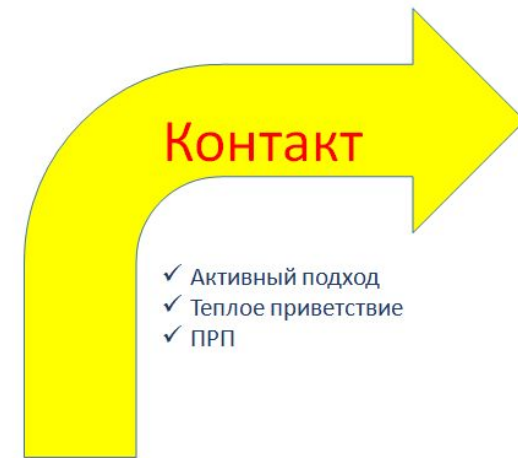 Контакт
✓ Активный подход
✓ Теплое приветствие
✓ ПРП